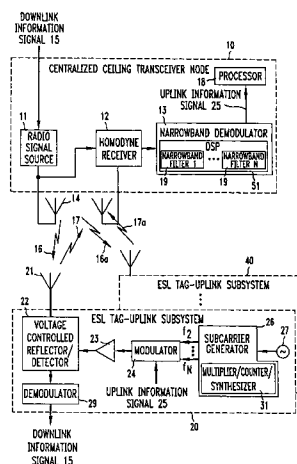 DOWNLINK
INFORMATION
SIGNAL 15
10
CENTRALIZED CEILING TRANSCEIVER NODE
18
PROCESSOR
UPLINK INFORMATION
SIGNAL 25
11
RADIO
SIGNAL
SOURCE
12
HOMODYNE
RECEIVER
13
NARROWBAND DEMODULATOR
DSP
NARROWBAND
FILTER 1
...
NARROWBAND
FILTER N
19
19
51
14
17
17a
16
16a
21
40
ESL TAG-UPLINK SUBSYSTEM
ESL TAG-UPLINK SUBSYSTEM
22
VOLTAGE
CONTROLLED
REFLECTOR/
DETECTOR
23
MODULATOR
24
f2
fN
26
SUBCARRIER
GENERATOR
27
MULTIPLIER/COUNTER/
SYNTHESIZER
31
UPLINK INFORMATION
SIGNAL 25
DEMODULATOR
29
20
DOWNLINK
INFORMATION
SIGNAL 15